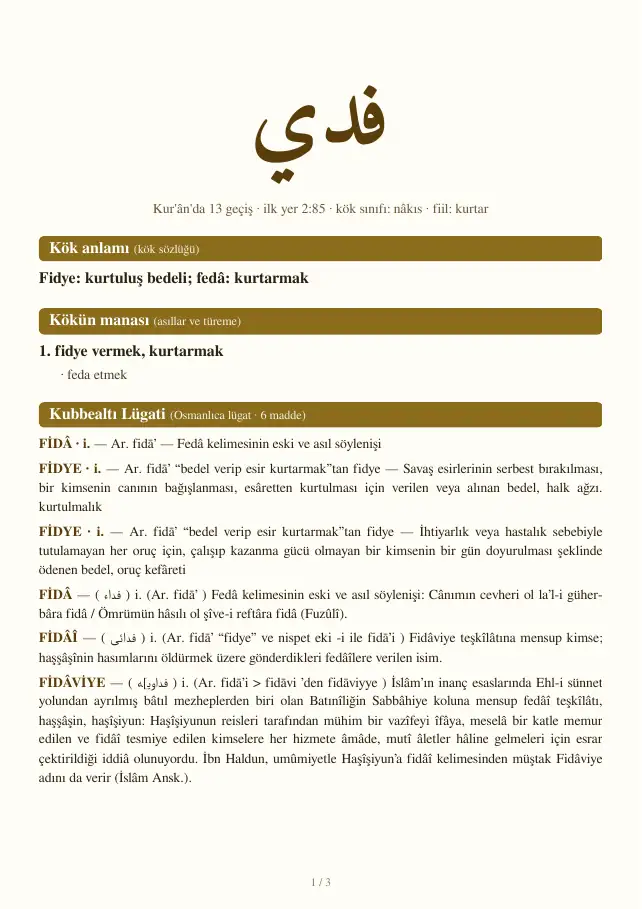 فدي
Kur'ân'da 13 geçiş · ilk yer 2:85 · kök sınıfı: nâkıs · fiil: kurtar
Kök anlamı (kök sözlüğü)
Fidye: kurtuluş bedeli; fedâ: kurtarmak
Kökün manası (asıllar ve türeme)
1. fidye vermek, kurtarmak
· feda etmek
Kubbealtı Lügati (Osmanlıca lügat · 6 madde)
FİDÂ · i. — Ar. fidā’ — Fedâ kelimesinin eski ve asıl söylenişi
FİDYE · i. — Ar. fidā’ “bedel verip esir kurtarmak”tan fidye — Savaş esirlerinin serbest bırakılması,
bir kimsenin canının bağışlanması, esâretten kurtulması için verilen veya alınan bedel, halk ağzı.
kurtulmalık
FİDYE · i. — Ar. fidā’ “bedel verip esir kurtarmak”tan fidye — İhtiyarlık veya hastalık sebebiyle
tutulamayan her oruç için, çalışıp kazanma gücü olmayan bir kimsenin bir gün doyurulması şeklinde
ödenen bedel, oruç kefâreti
FİDÂ — ( فداء ) i. (Ar. fidā’ ) Fedâ kelimesinin eski ve asıl söylenişi: Cânımın cevheri ol la’l-i güher-
bâra fidâ / Ömrümün hâsılı ol şîve-i reftâra fidâ (Fuzûlî).
FİDÂÎ — ( فدائى ) i. (Ar. fidā’ “fidye” ve nispet eki -i ile fidā’i ) Fidâviye teşkîlâtına mensup kimse;
haşşâşînin hasımlarını öldürmek üzere gönderdikleri fedâîlere verilen isim.
FİDÂVİYE — ( ) i. (Ar. fidā’i > fidāvi ’den fidāviyye ) İslâm’ın inanç esaslarında Ehl-i sünnet
yolundan ayrılmış bâtıl mezheplerden biri olan Batınîliğin Sabbâhiye koluna mensup fedâî teşkîlâtı,
haşşâşin, haşîşiyun: Haşîşiyunun reisleri tarafından mühim bir vazîfeyi îfâya, meselâ bir katle memur
edilen ve fidâî tesmiye edilen kimselere her hizmete âmâde, mutî âletler hâline gelmeleri için esrar
çektirildiği iddiâ olunuyordu. İbn Haldun, umûmiyetle Haşîşiyun’a fidâî kelimesinden müştak Fidâviye
adını da verir (İslâm Ansk.).
1 / 3